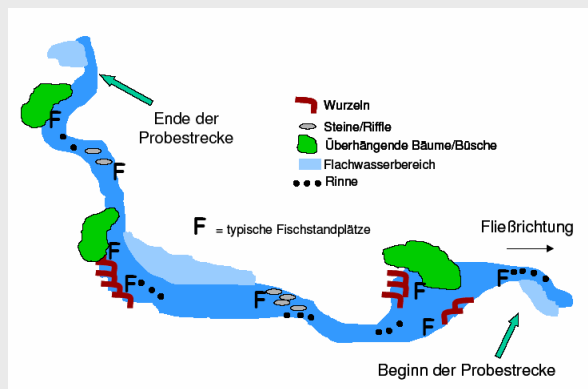 Ende der
Probestrecke
Wurzeln
Steine/Riffle
Überhängende Bäume/Büsche
Flachwasserbereich
Rinne
F = typische Fischstandplätze
Fließrichtung
Beginn der Probestrecke
F
F
F
F
F
F
F
F